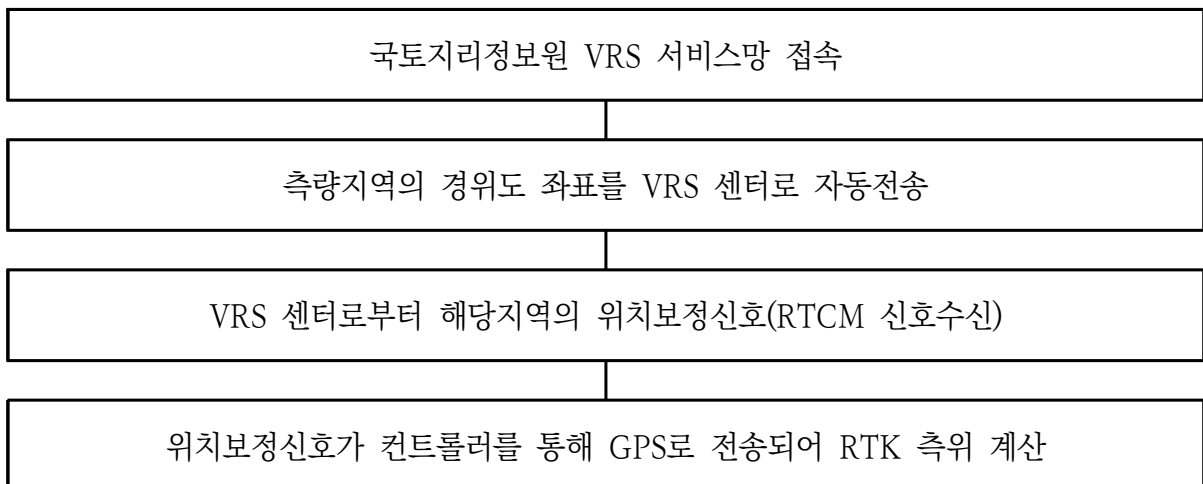 국토지리정보원 VRS 서비스망 접속
측량지역의 경위도 좌표를 VRS 센터로 자동전송
VRS 센터로부터 해당지역의 위치보정신호(RTCM 신호수신)
위치보정신호가 컨트롤러를 통해 GPS로 전송되어 RTK 측위 계산